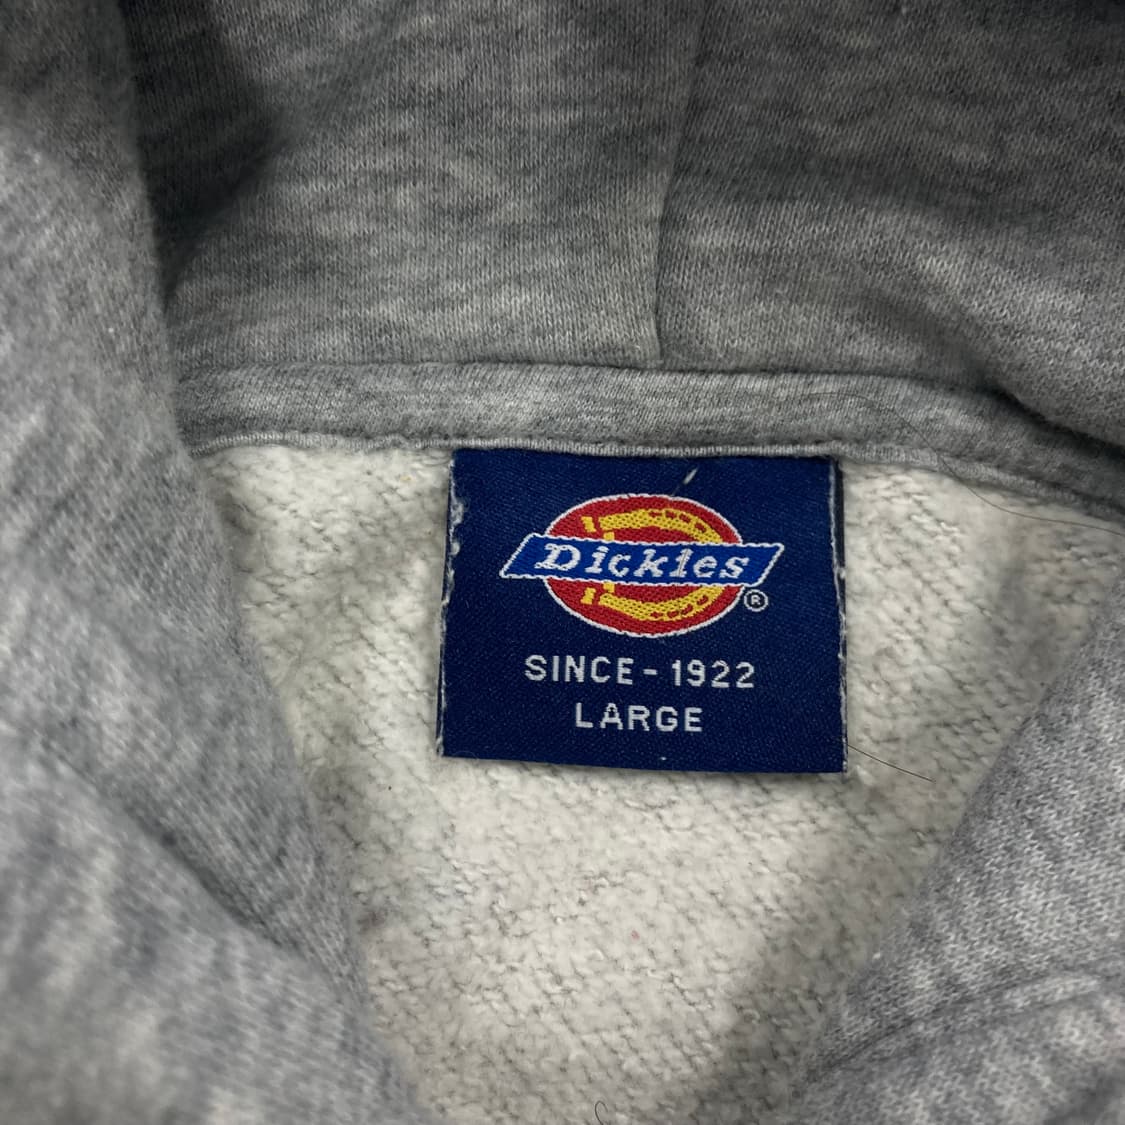 Dickies
®
SINCE - 1922
LARGE